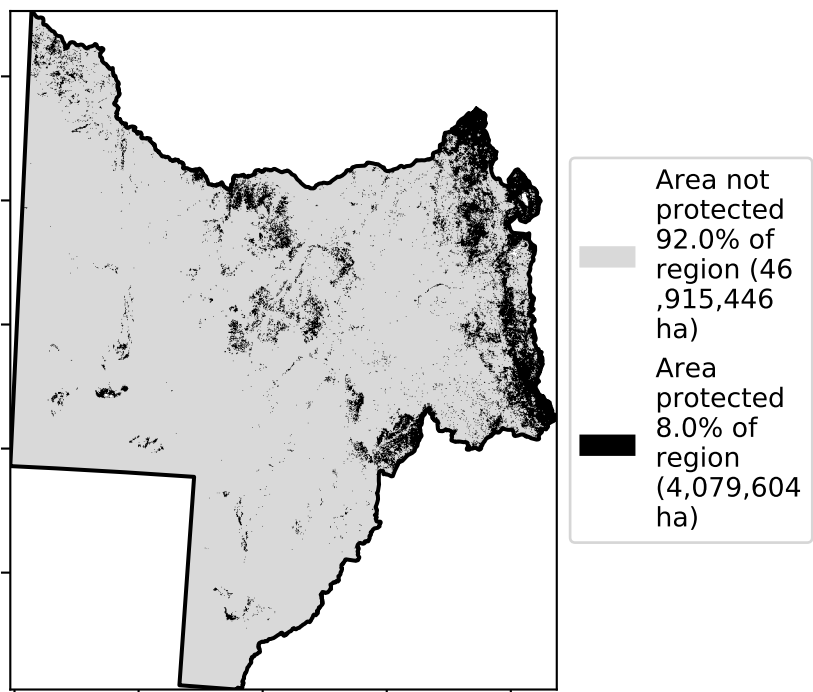 Area not
protected
92.0% of
region (46
,915,446
ha)
Area
protected
8.0% of
region
(4,079,604
ha)